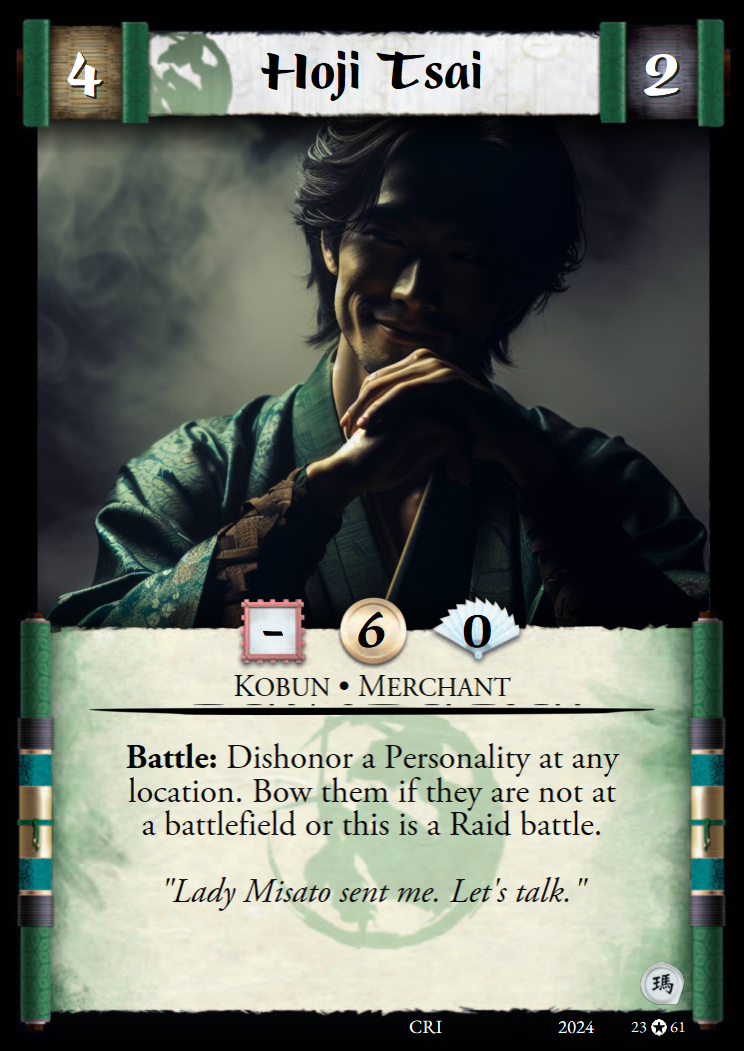 4
Hoji Tsai
2
-
6
0
Kobun • Merchant
Battle: Dishonor a Personality at any
location. Bow them if they are not at
a battlefield or this is a Raid battle.
"Lady Misato sent me. Let's talk."
瑪
CRI 2024 23 ✪ 61